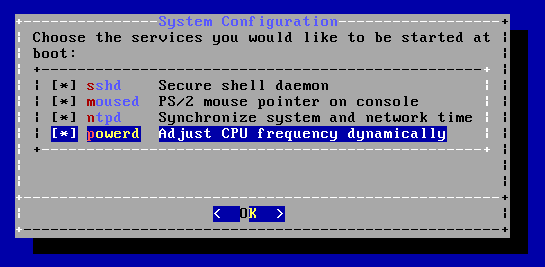 System Configuration
Choose the services you would like to be started at
boot:
[*] sshd Secure shell daemon
[*] moused PS/2 mouse pointer on console
[*] ntpd Synchronize system and network time
[*] powerd Adjust CPU frequency dynamically
< OK >